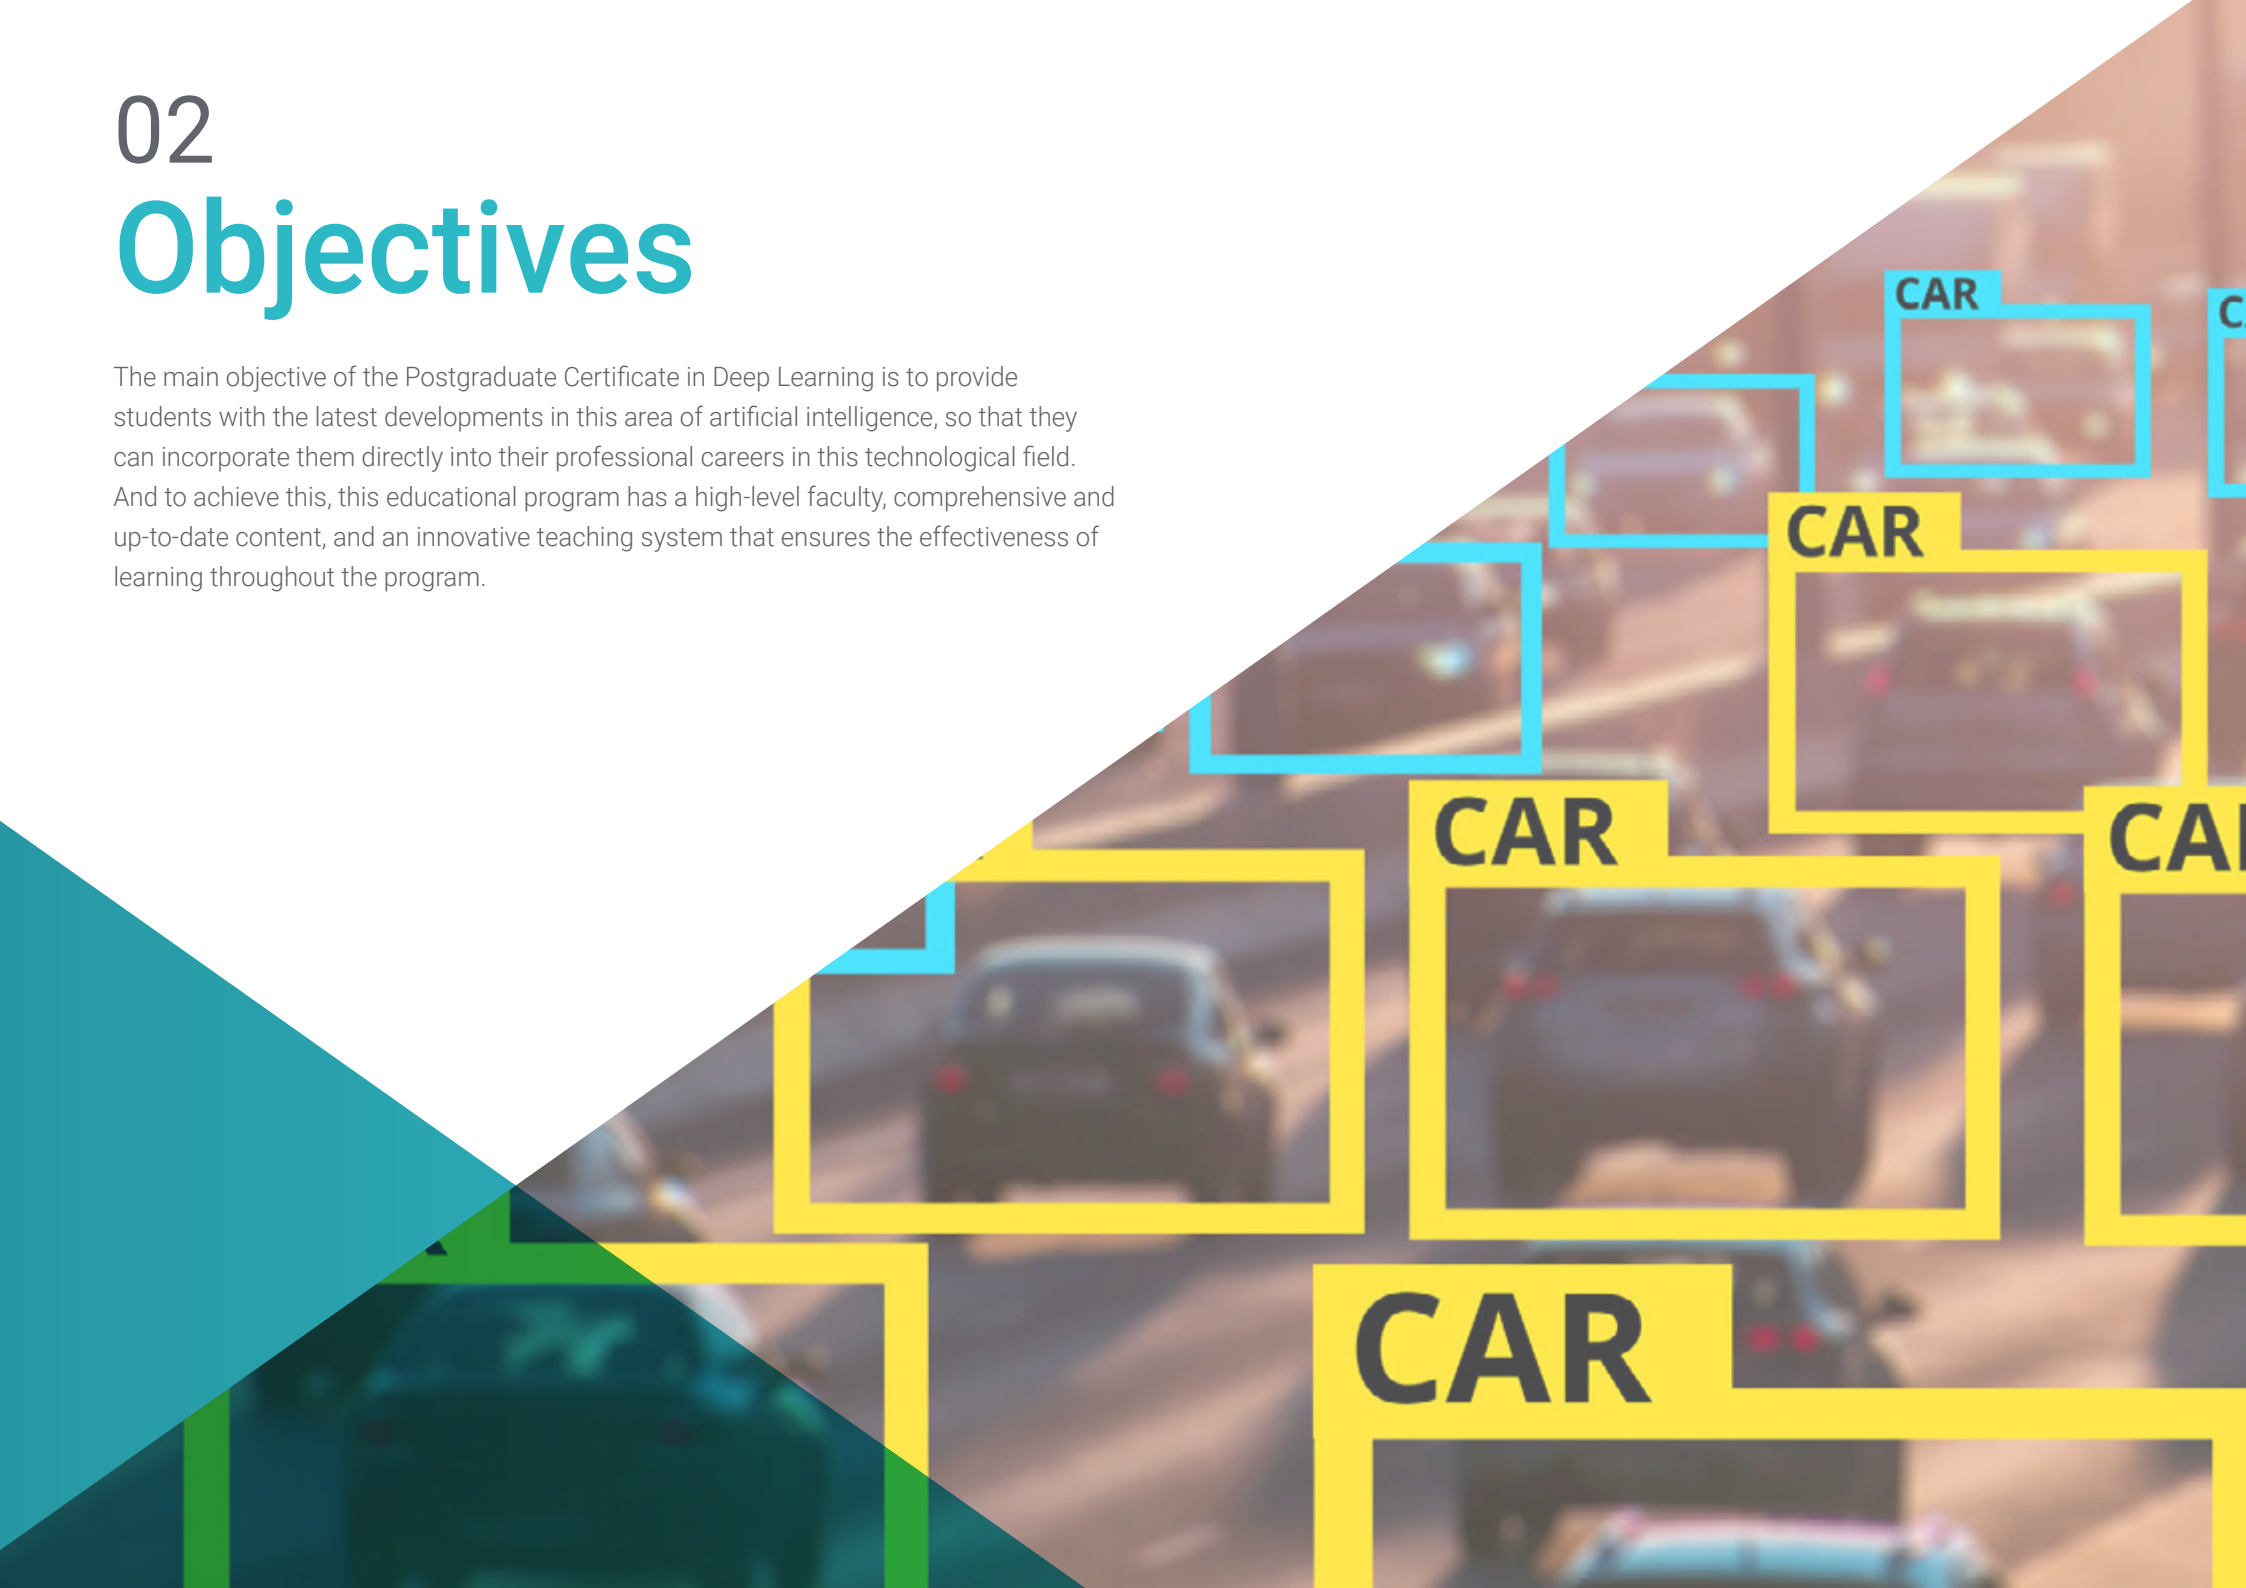 02
Objectives
The main objective of the Postgraduate Certificate in Deep Learning is to provide
students with the latest developments in this area of artificial intelligence, so that they
can incorporate them directly into their professional careers in this technological field.
And to achieve this, this educational program has a high-level faculty, comprehensive and
up-to-date content, and an innovative teaching system that ensures the effectiveness of
learning throughout the program.
CAR
CAR
CAR
CAR